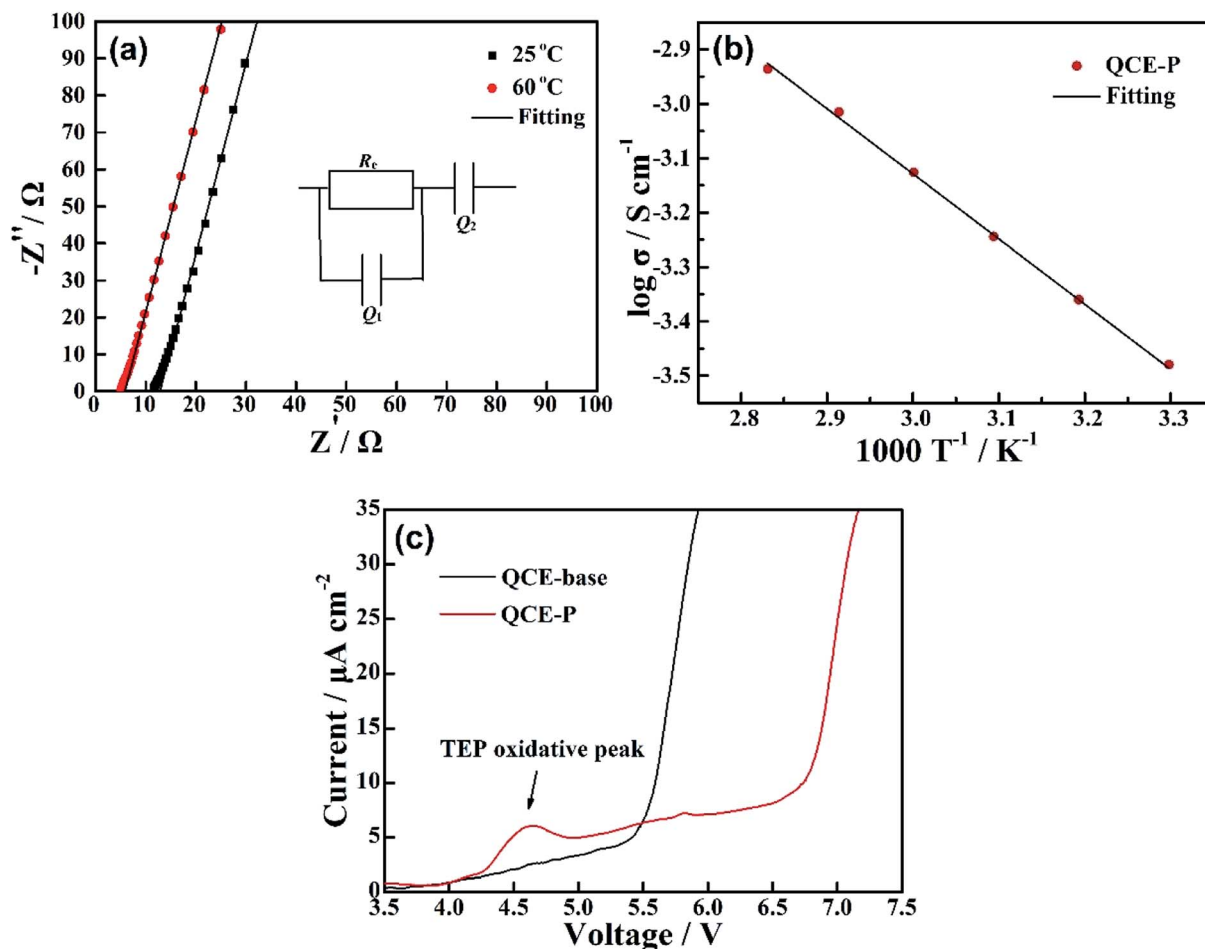 (a)
100
90
80
70
60
50
40
30
20
10
0
-Z''/ Ω
25 °C
60 °C
Fitting
Re
Q2
Q1
0 10 20 30 40 50 60 70 80 90 100
Z'/ Ω
(b)
-2.9
-3.0
-3.1
-3.2
-3.3
-3.4
-3.5
log σ / S cm⁻¹
QCE-P
Fitting
2.8 2.9 3.0 3.1 3.2 3.3
1000 T⁻¹ / K⁻¹
(c)
35
30
25
20
15
10
5
0
Current / μA cm⁻²
QCE-base
QCE-P
TEP oxidative peak
3.5 4.0 4.5 5.0 5.5 6.0 6.5 7.0 7.5
Voltage / V